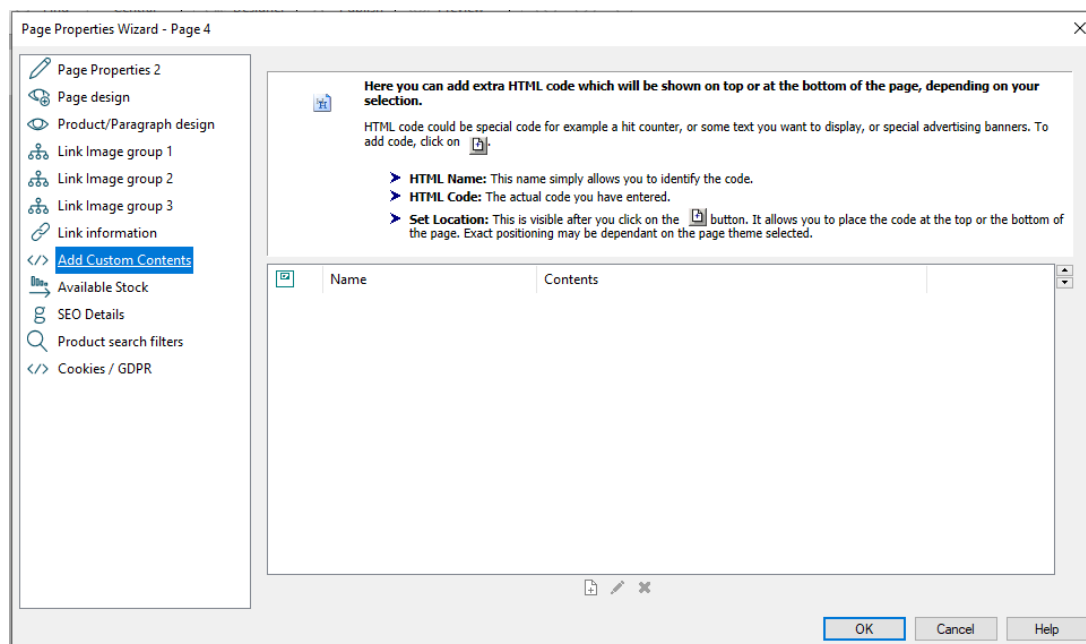 Page Properties Wizard - Page 4
Page Properties 2
Page design
Product/Paragraph design
Link Image group 1
Link Image group 2
Link Image group 3
Link information
Add Custom Contents
Available Stock
SEO Details
Product search filters
Cookies / GDPR
Here you can add extra HTML code which will be shown on top or at the bottom of the page, depending on your
selection.
HTML code could be special code for example a hit counter, or some text you want to display, or special advertising banners. To
add code, click on .
HTML Name: This name simply allows you to identify the code.
HTML Code: The actual code you have entered.
Set Location: This is visible after you click on the button. It allows you to place the code at the top or the bottom of
the page. Exact positioning may be dependant on the page theme selected.
Name Contents
OK Cancel Help